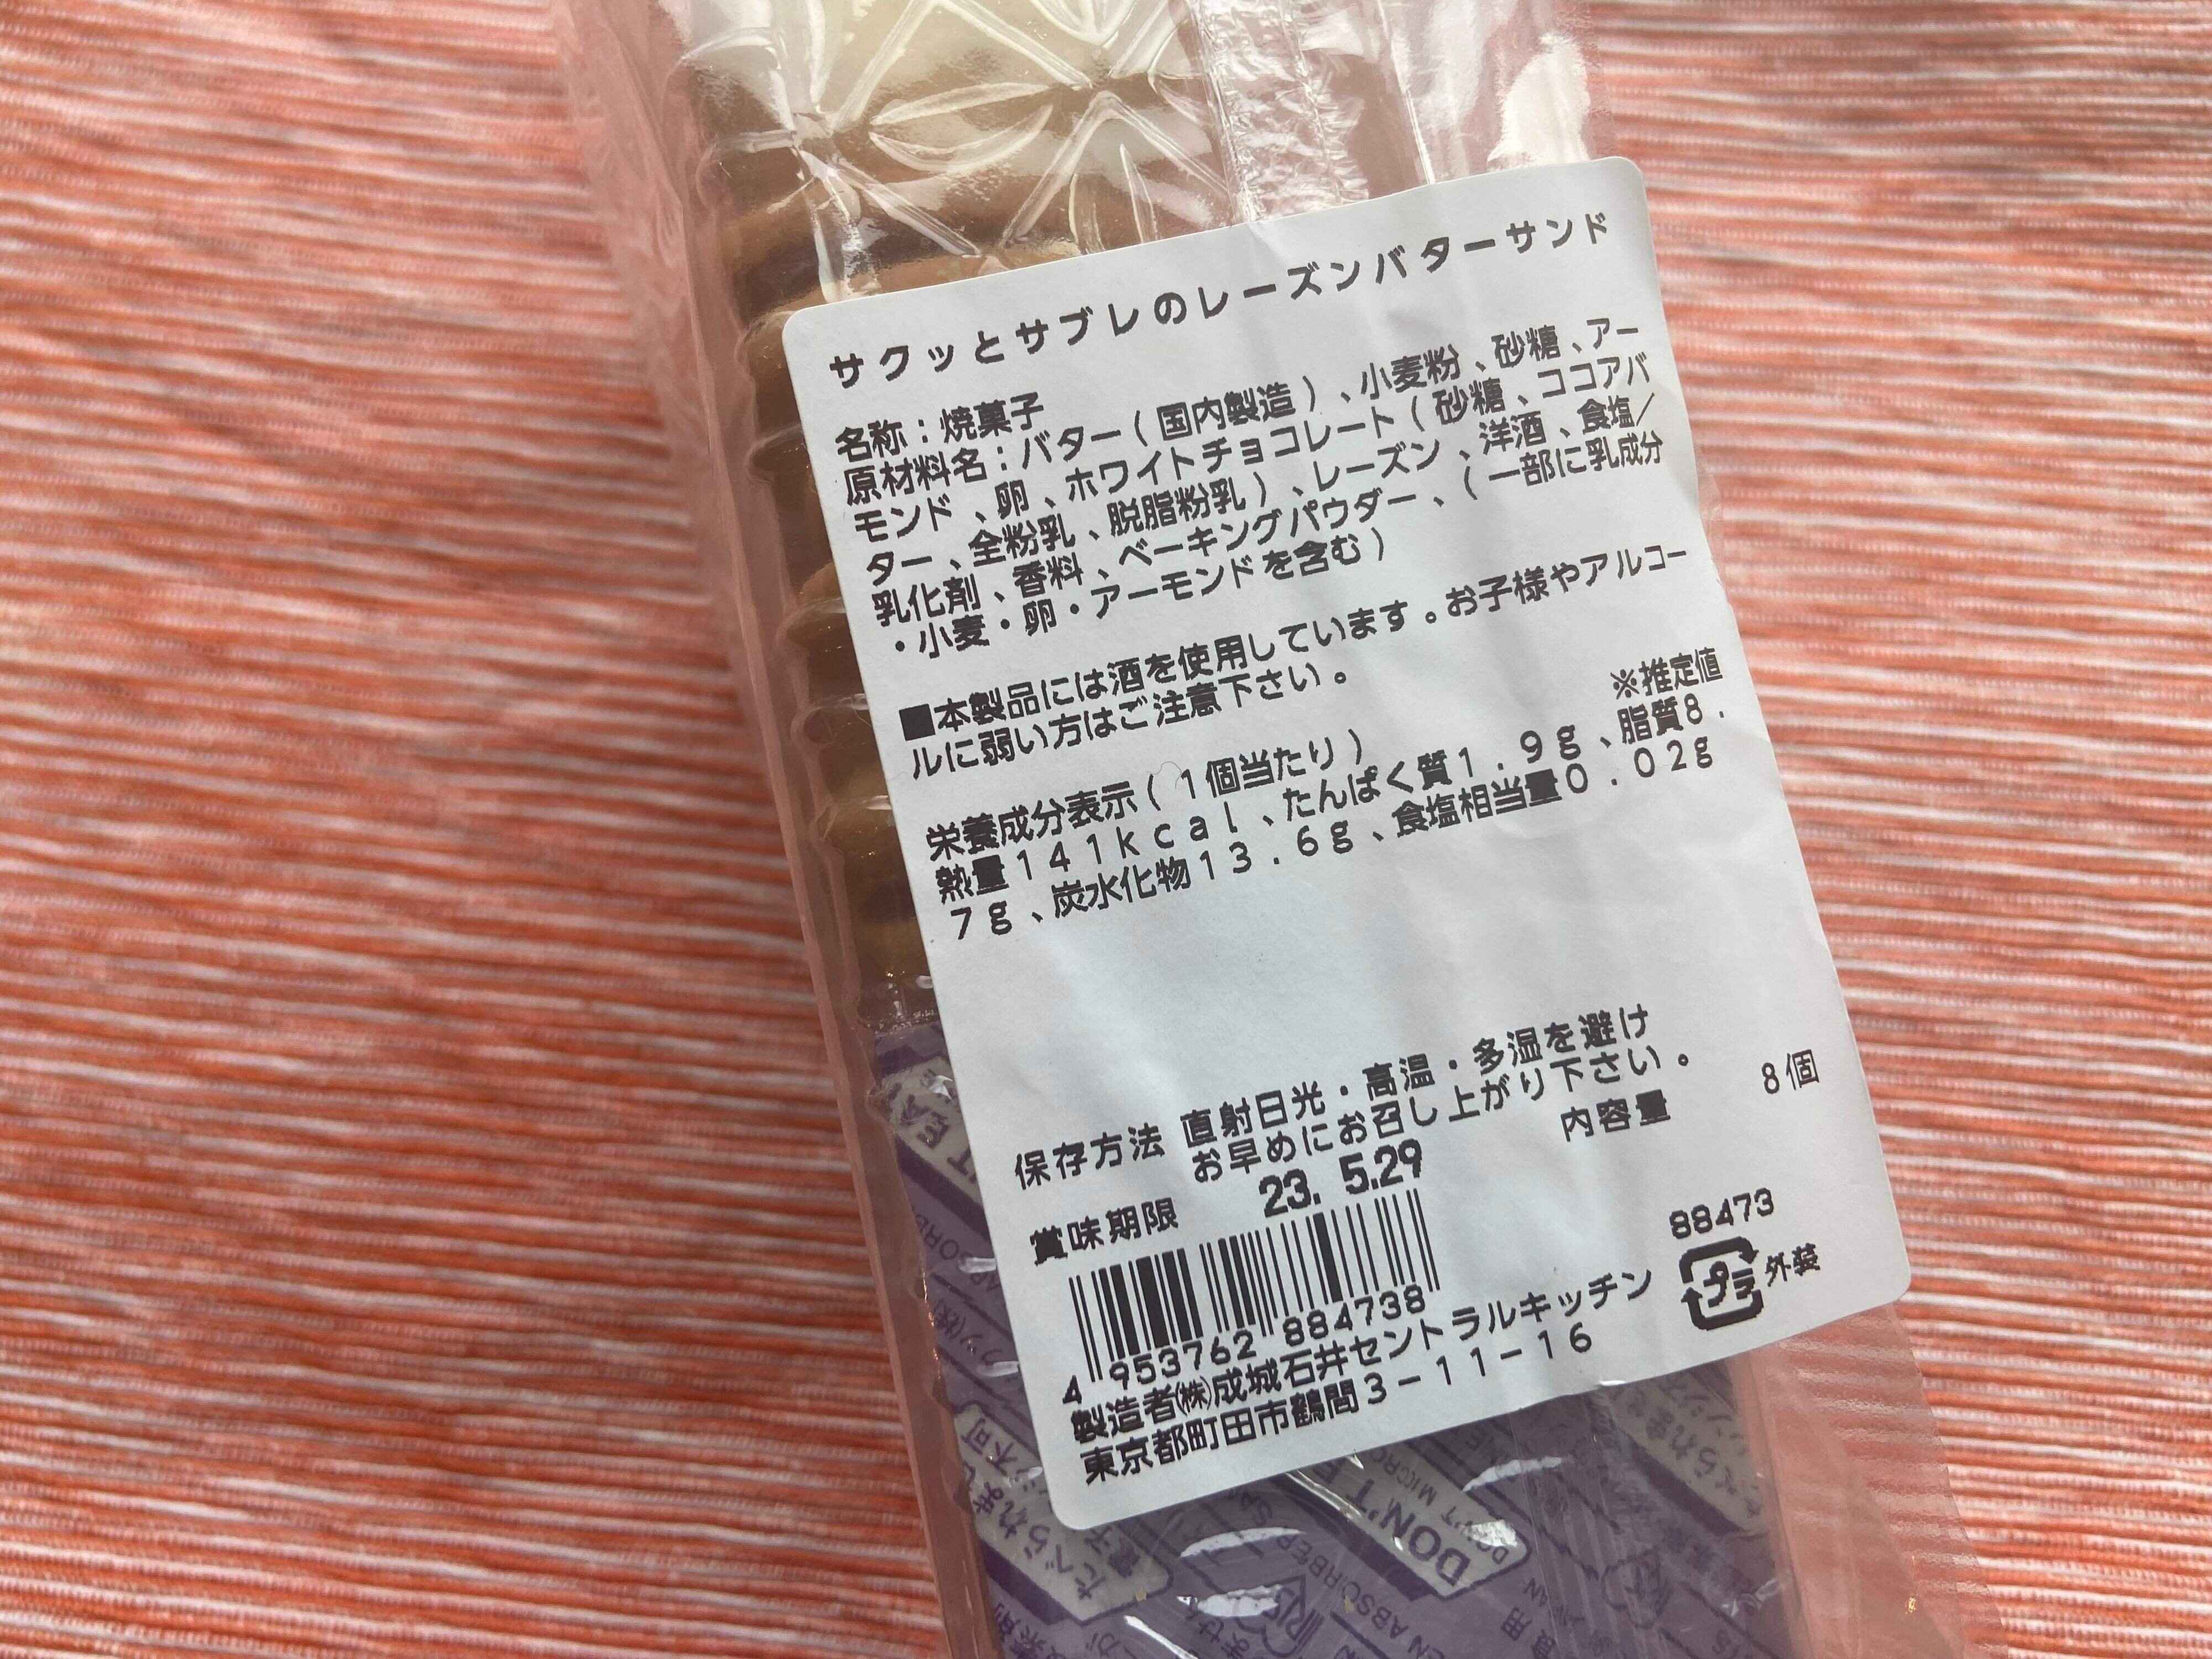 サクッとサブレのレーズンバターサンド
名称：焼菓子
原材料名：バター（国内製造）、小麦粉、砂糖、アー
モンド、卵、ホワイトチョコレート（砂糖、ココアバ
ター、全粉乳、脱脂粉乳）、レーズン、洋酒、食塩／
乳化剤、香料、ベーキングパウダー、（一部に乳成分
・小麦・卵・アーモンドを含む）
■本製品には酒を使用しています。お子様やアルコー
ルに弱い方はご注意下さい。
※推定値
栄養成分表示（１個当たり）
熱量１４１ｋｃａｌ、たんぱく質１．９ｇ、脂質８．
７ｇ、炭水化物１３．６ｇ、食塩相当量０．０２ｇ
保存方法 直射日光・高温・多湿を避け
お早めにお召し上がり下さい。
内容量 8個
賞味期限 23. 5.29
88473
プラ 外装
4 953762 884738
製造者㈱成城石井セントラルキッチン
東京都町田市鶴間３－１１－１６
DON'T